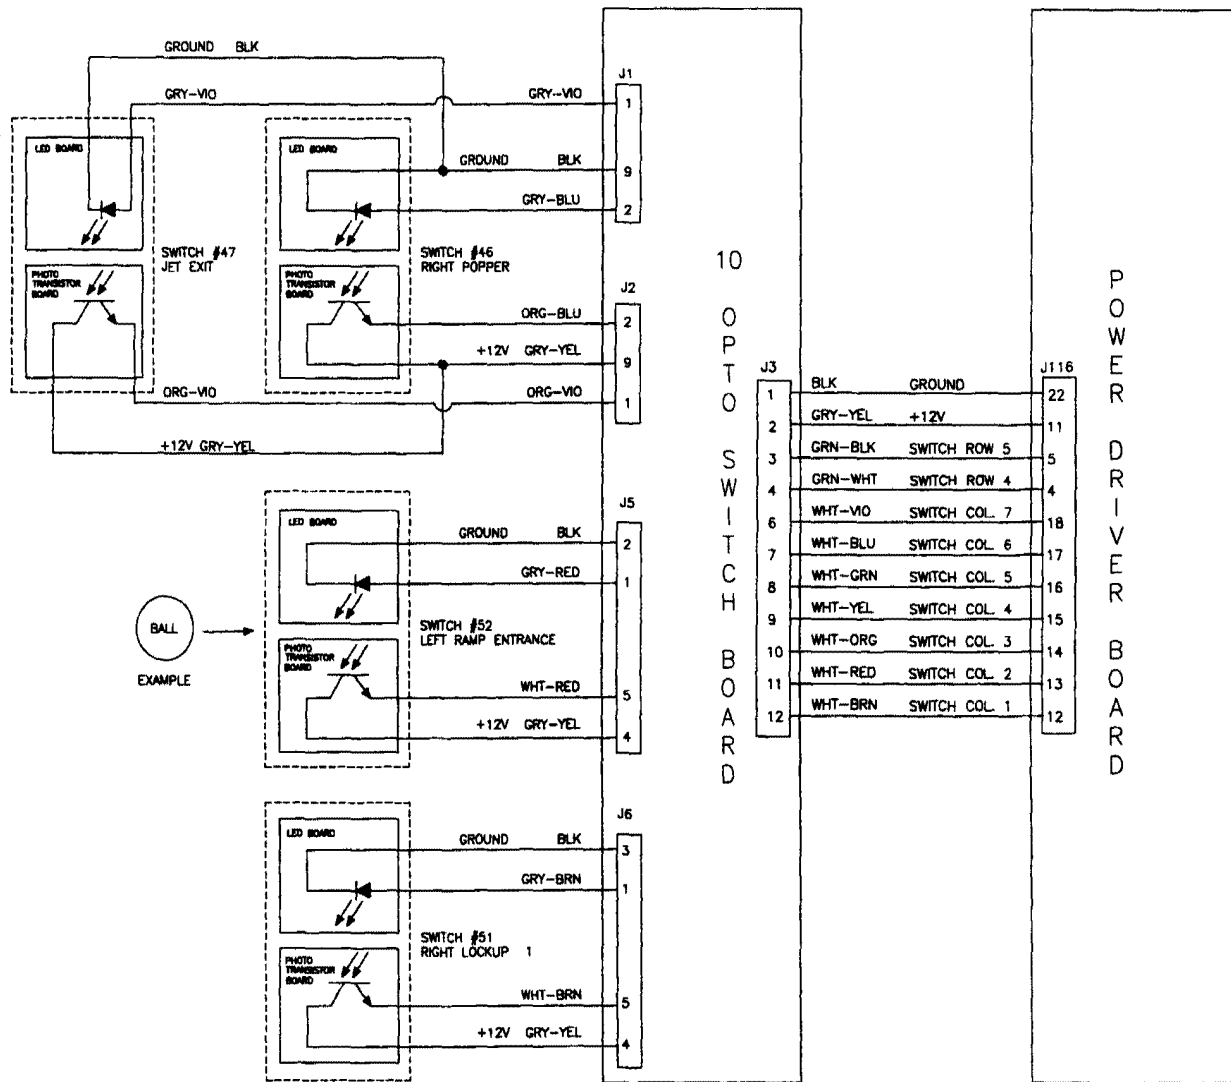 GROUND BLK
J1
GRY-VIO GRY-VIO 1
LED BOARD
LED BOARD
GROUND BLK 9
GRY-BLU 2
SWITCH #47
JET EXIT
SWITCH #46
RIGHT POPPER
PHOTO
TRANSISTOR
BOARD
PHOTO
TRANSISTOR
BOARD
J2
ORG-BLU 2
+12V GRY-YEL 9
ORG-VIO ORG-VIO 1
+12V GRY-YEL
J5
LED BOARD
GROUND BLK 2
GRY-RED 1
BALL
EXAMPLE
SWITCH #52
LEFT RAMP ENTRANCE
PHOTO
TRANSISTOR
BOARD
WHT-RED 5
+12V GRY-YEL 4
J6
LED BOARD
GROUND BLK 3
GRY-BRN 1
SWITCH #51
RIGHT LOCKUP 1
PHOTO
TRANSISTOR
BOARD
WHT-BRN 5
+12V GRY-YEL 4
10 OPTO SWITCH BOARD
J3 J116
1 BLK GROUND 22
2 GRY-YEL +12V 11
3 GRN-BLK SWITCH ROW 5 5
4 GRN-WHT SWITCH ROW 4 4
6 WHT-VIO SWITCH COL. 7 18
7 WHT-BLU SWITCH COL. 6 17
8 WHT-GRN SWITCH COL. 5 16
9 WHT-YEL SWITCH COL. 4 15
10 WHT-ORG SWITCH COL. 3 14
11 WHT-RED SWITCH COL. 2 13
12 WHT-BRN SWITCH COL. 1 12
POWER DRIVER BOARD